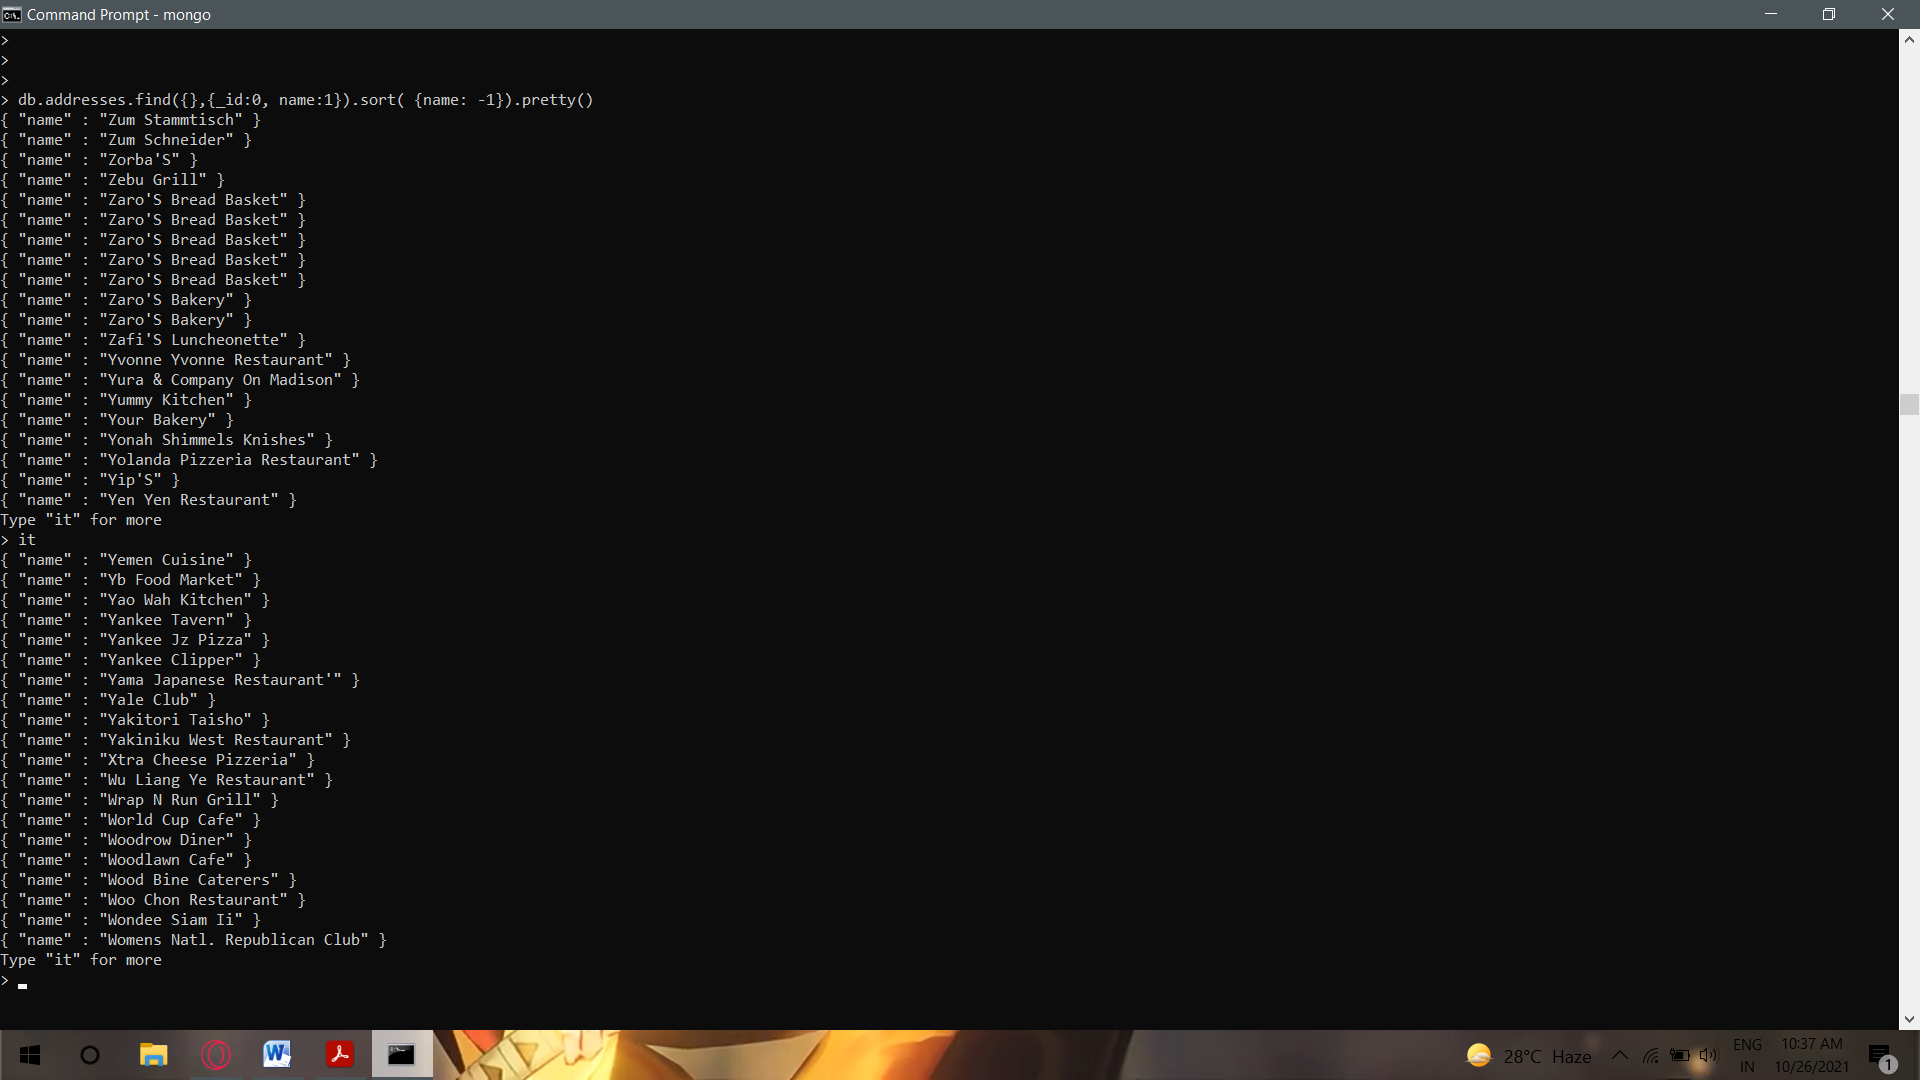 Command Prompt - mongo
>
>
>
> db.addresses.find({},{_id:0, name:1}).sort( {name: -1}).pretty()
{ "name" : "Zum Stammtisch" }
{ "name" : "Zum Schneider" }
{ "name" : "Zorba'S" }
{ "name" : "Zebu Grill" }
{ "name" : "Zaro'S Bread Basket" }
{ "name" : "Zaro'S Bread Basket" }
{ "name" : "Zaro'S Bread Basket" }
{ "name" : "Zaro'S Bread Basket" }
{ "name" : "Zaro'S Bread Basket" }
{ "name" : "Zaro'S Bakery" }
{ "name" : "Zaro'S Bakery" }
{ "name" : "Zafi'S Luncheonette" }
{ "name" : "Yvonne Yvonne Restaurant" }
{ "name" : "Yura & Company On Madison" }
{ "name" : "Yummy Kitchen" }
{ "name" : "Your Bakery" }
{ "name" : "Yonah Shimmels Knishes" }
{ "name" : "Yolanda Pizzeria Restaurant" }
{ "name" : "Yip'S" }
{ "name" : "Yen Yen Restaurant" }
Type "it" for more
> it
{ "name" : "Yemen Cuisine" }
{ "name" : "Yb Food Market" }
{ "name" : "Yao Wah Kitchen" }
{ "name" : "Yankee Tavern" }
{ "name" : "Yankee Jz Pizza" }
{ "name" : "Yankee Clipper" }
{ "name" : "Yama Japanese Restaurant'" }
{ "name" : "Yale Club" }
{ "name" : "Yakitori Taisho" }
{ "name" : "Yakiniku West Restaurant" }
{ "name" : "Xtra Cheese Pizzeria" }
{ "name" : "Wu Liang Ye Restaurant" }
{ "name" : "Wrap N Run Grill" }
{ "name" : "World Cup Cafe" }
{ "name" : "Woodrow Diner" }
{ "name" : "Woodlawn Cafe" }
{ "name" : "Wood Bine Caterers" }
{ "name" : "Woo Chon Restaurant" }
{ "name" : "Wondee Siam Ii" }
{ "name" : "Womens Natl. Republican Club" }
Type "it" for more
>
28°C Haze
ENG
IN
10:37 AM
10/26/2021
1